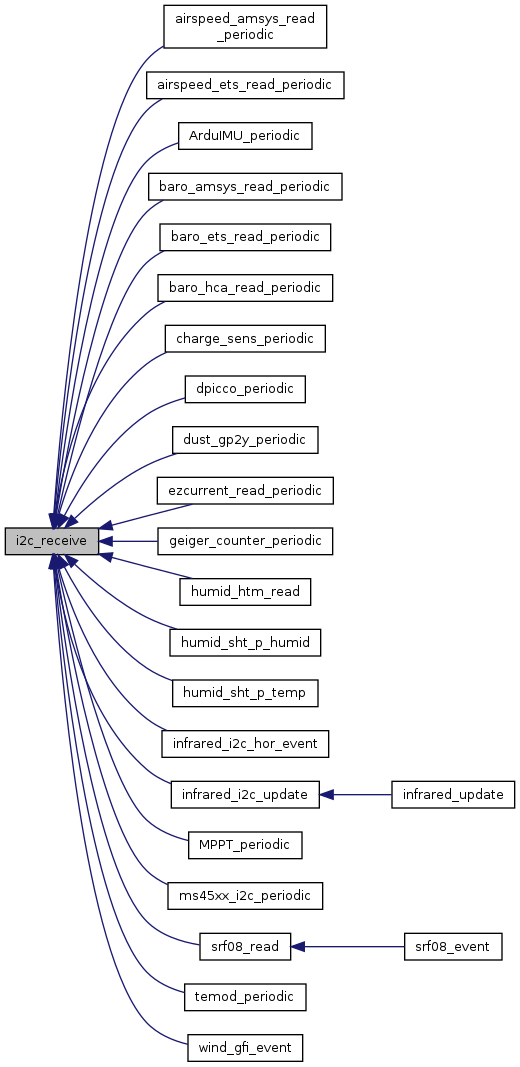 airspeed_amsys_read
_periodic
airspeed_ets_read_periodic
ArduIMU_periodic
baro_amsys_read_periodic
baro_ets_read_periodic
baro_hca_read_periodic
charge_sens_periodic
dpicco_periodic
dust_gp2y_periodic
ezcurrent_read_periodic
i2c_receive
geiger_counter_periodic
humid_htm_read
humid_sht_p_humid
humid_sht_p_temp
infrared_i2c_hor_event
infrared_i2c_update
infrared_update
MPPT_periodic
ms45xx_i2c_periodic
srf08_read
srf08_event
temod_periodic
wind_gfi_event